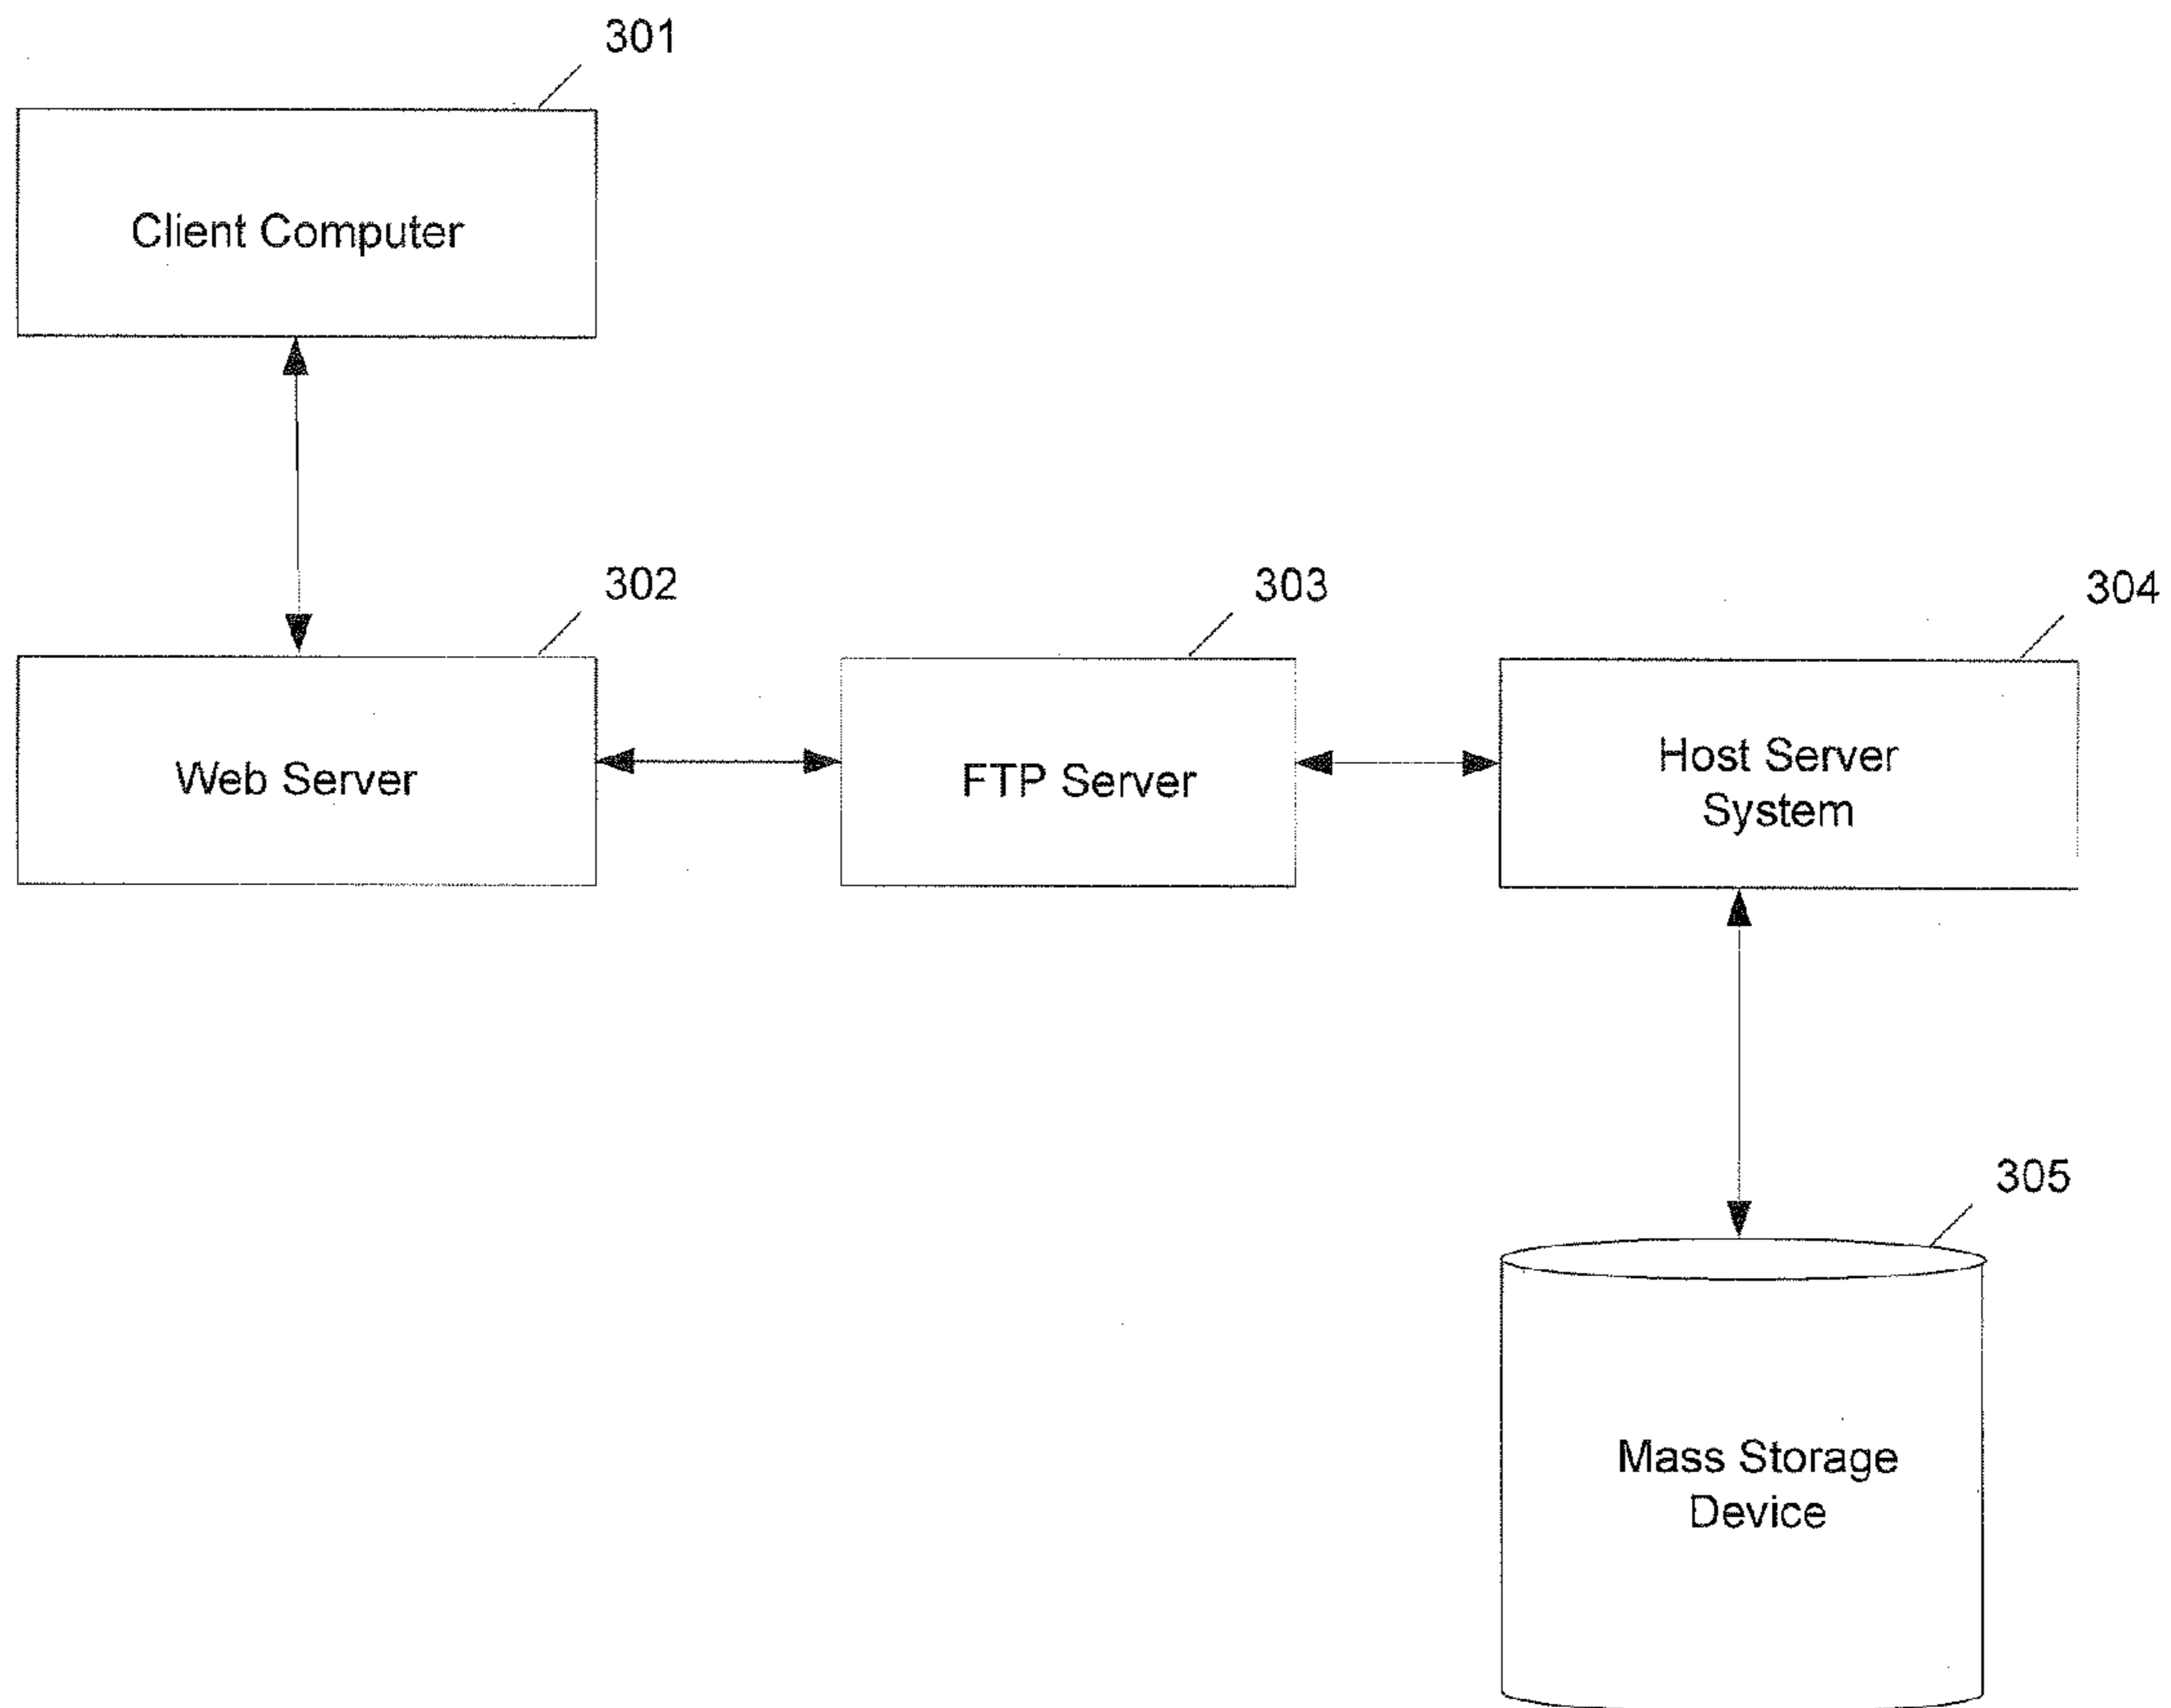 301
Client Computer
302
303
304
Web Server
FTP Server
Host Server
System
305
Mass Storage
Device